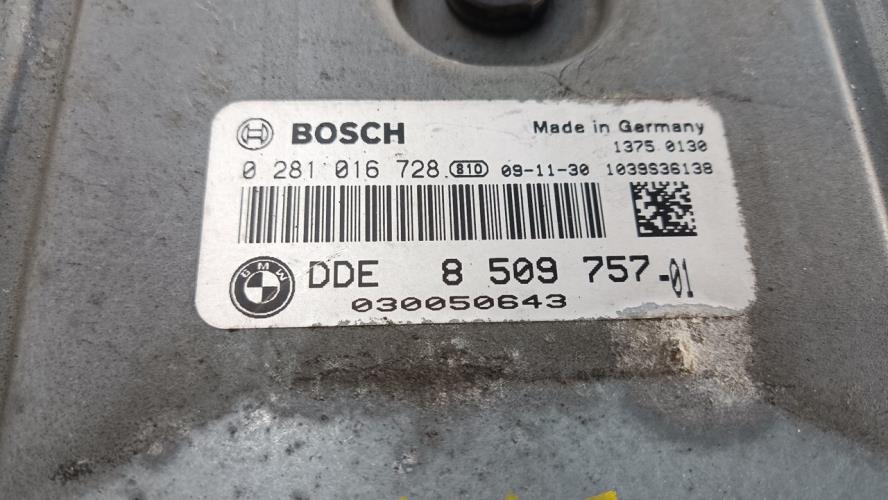 BOSCH Made in Germany
1375 0130
0 281 016 728 810 09-11-30 1039S36138
BMW DDE 8 509 757-01
030050643